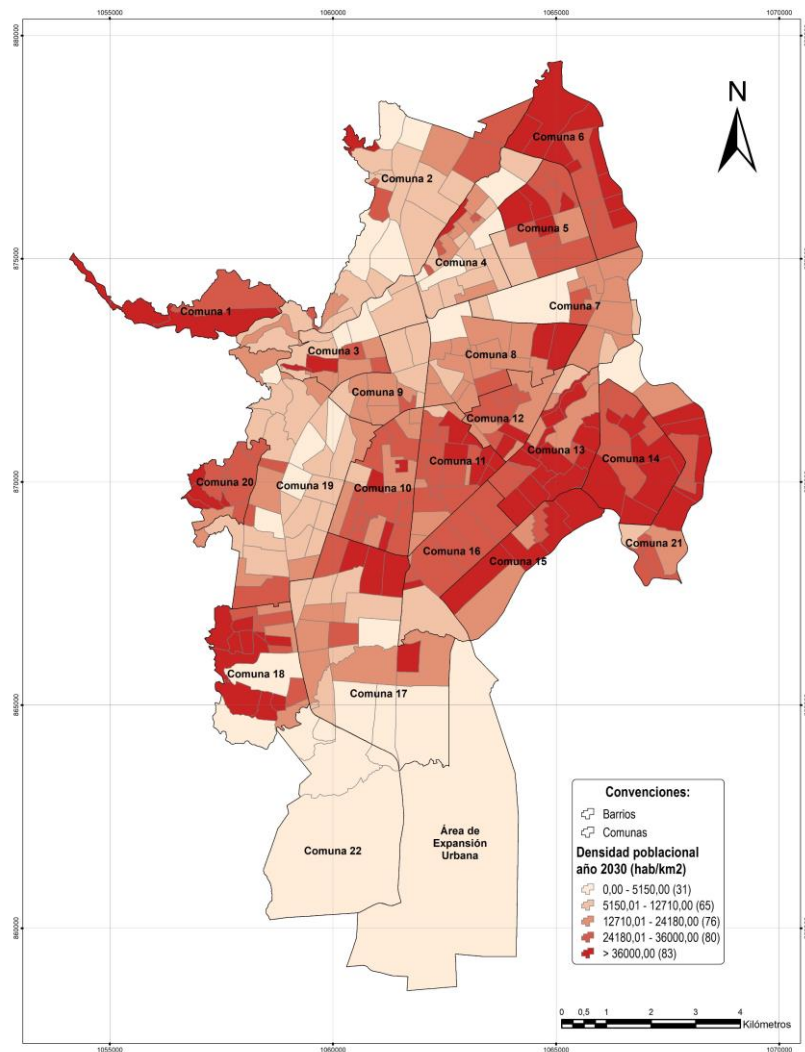 1055000 1060000 1065000 1070000
880000
N
Comuna 6
Comuna 2
Comuna 5
875000
Comuna 4
Comuna 1
Comuna 7
Comuna 3
Comuna 8
Comuna 9
Comuna 12
Comuna 11
Comuna 13
Comuna 14
Comuna 20
Comuna 19
Comuna 10
870000
Comuna 16
Comuna 21
Comuna 15
Comuna 18
Comuna 17
865000
Convenciones:
Barrios
Comunas
Densidad poblacional
año 2030 (hab/km2)
0,00 - 5150,00 (31)
5150,01 - 12710,00 (65)
12710,01 - 24180,00 (76)
24180,01 - 36000,00 (80)
> 36000,00 (83)
Área de
Expansión
Urbana
Comuna 22
860000
0 0,5 1 2 3 4
Kilómetros
1055000 1060000 1065000 1070000